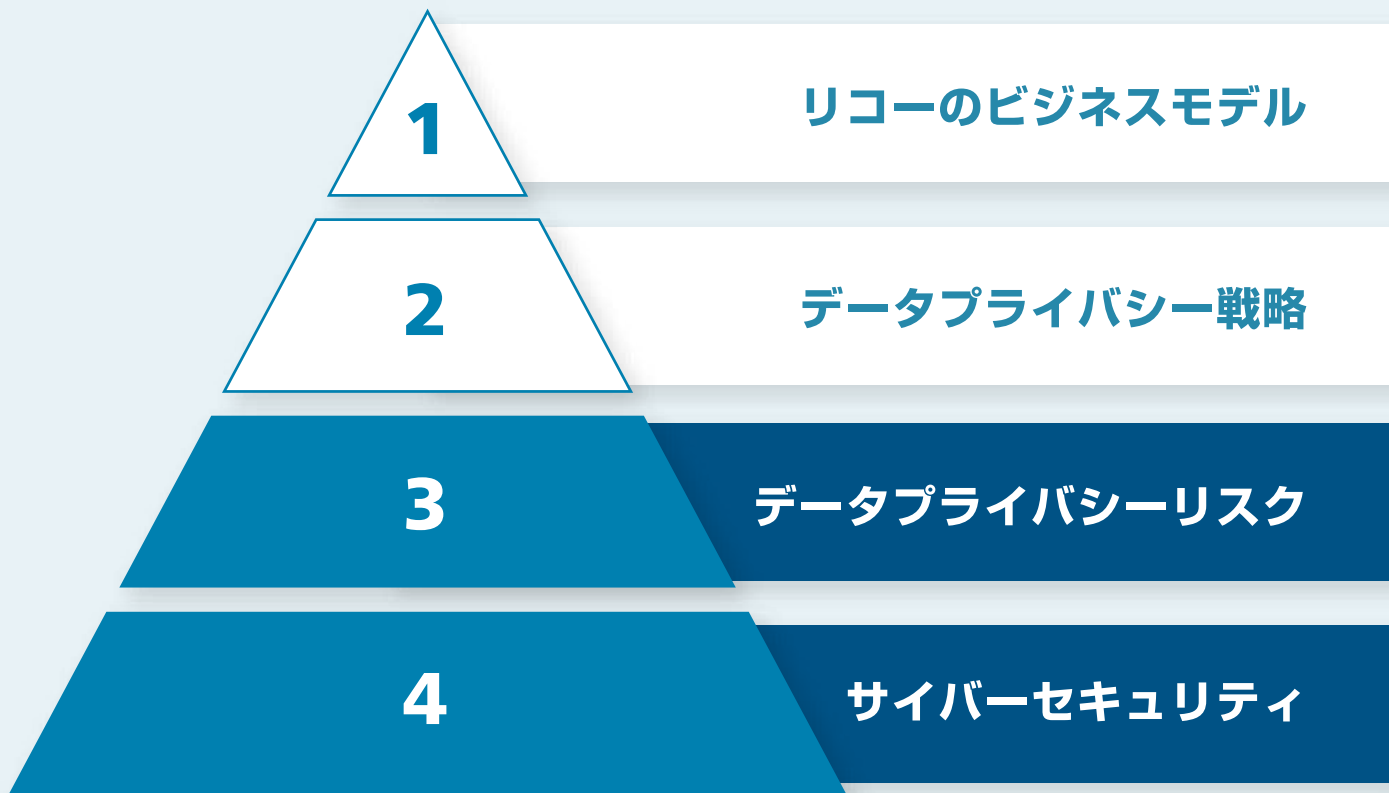 1
リコーのビジネスモデル
2
データプライバシー戦略
3
データプライバシーリスク
4
サイバーセキュリティ